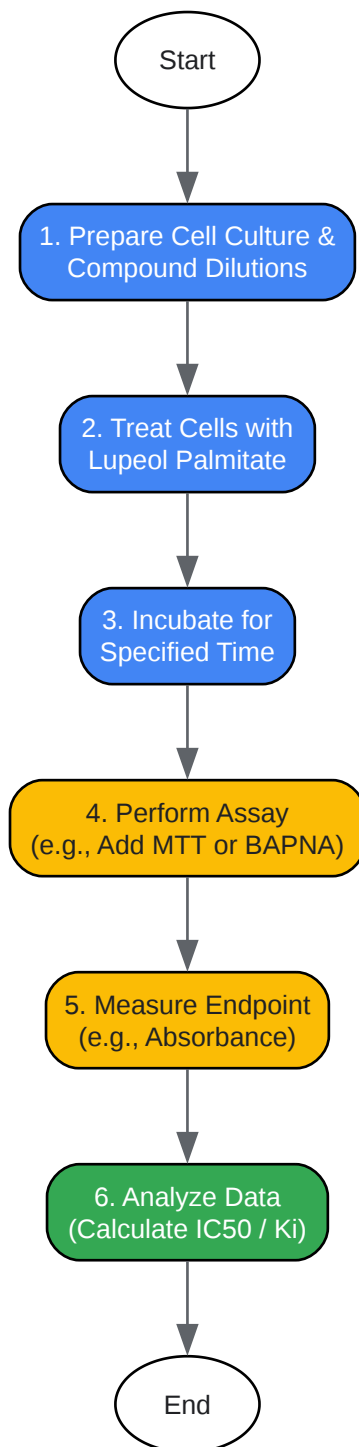 Start
1. Prepare Cell Culture &
Compound Dilutions
2. Treat Cells with
Lupeol Palmitate
3. Incubate for
Specified Time
4. Perform Assay
(e.g., Add MTT or BAPNA)
5. Measure Endpoint
(e.g., Absorbance)
6. Analyze Data
(Calculate IC50 / Ki)
End